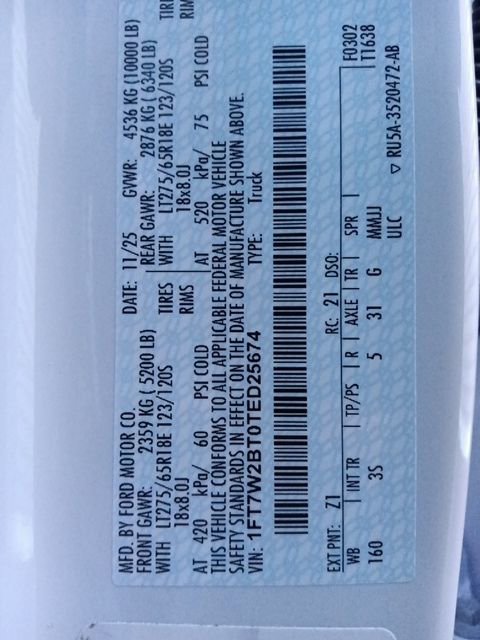 MFD. BY FORD MOTOR CO.
DATE: 11/25 GVWR: 4536 KG (10000 LB)
FRONT GAWR: 2359 KG ( 5200 LB)
REAR GAWR: 2876 KG ( 6340 LB)
WITH LT275/65R18E 123/120S TIRES
WITH LT275/65R18E 123/120S TIRE
18x8.0J RIMS
18x8.0J RIM
AT 420 kPa/ 60 PSI COLD
AT 520 kPa/ 75 PSI COLD
THIS VEHICLE CONFORMS TO ALL APPLICABLE FEDERAL MOTOR VEHICLE
SAFETY STANDARDS IN EFFECT ON THE DATE OF MANUFACTURE SHOWN ABOVE.
VIN: 1FT7W2BT0TED25674 TYPE: Truck
EXT PNT: Z1 RC: 21 DSO: F0302
WB INT TR TP/PS R AXLE TR SPR T1638
160 3S 5 31 G MMJJ
ULC
RU5A-3520472-AB